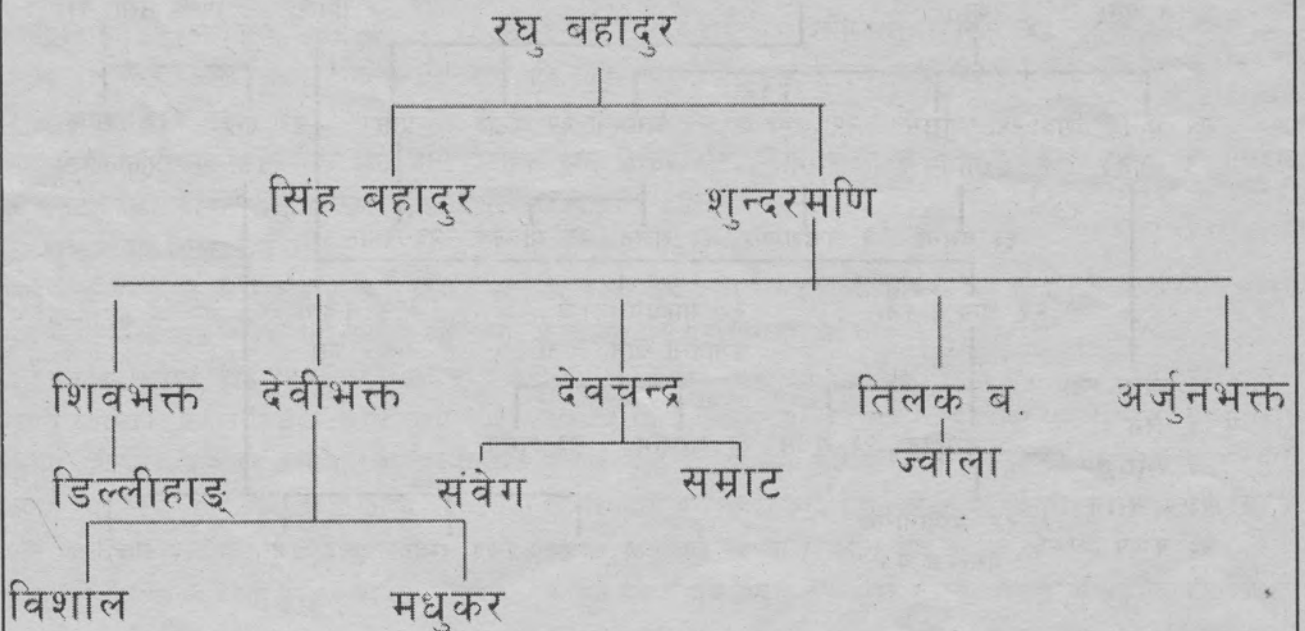 रघु बहादुर
सिंह बहादुर शुन्दरमणि
शिवभक्त देवीभक्त देवचन्द्र तिलक ब. अर्जुनभक्त
डिल्लीहाङ् संवेग सम्राट ज्वाला
विशाल मधुकर